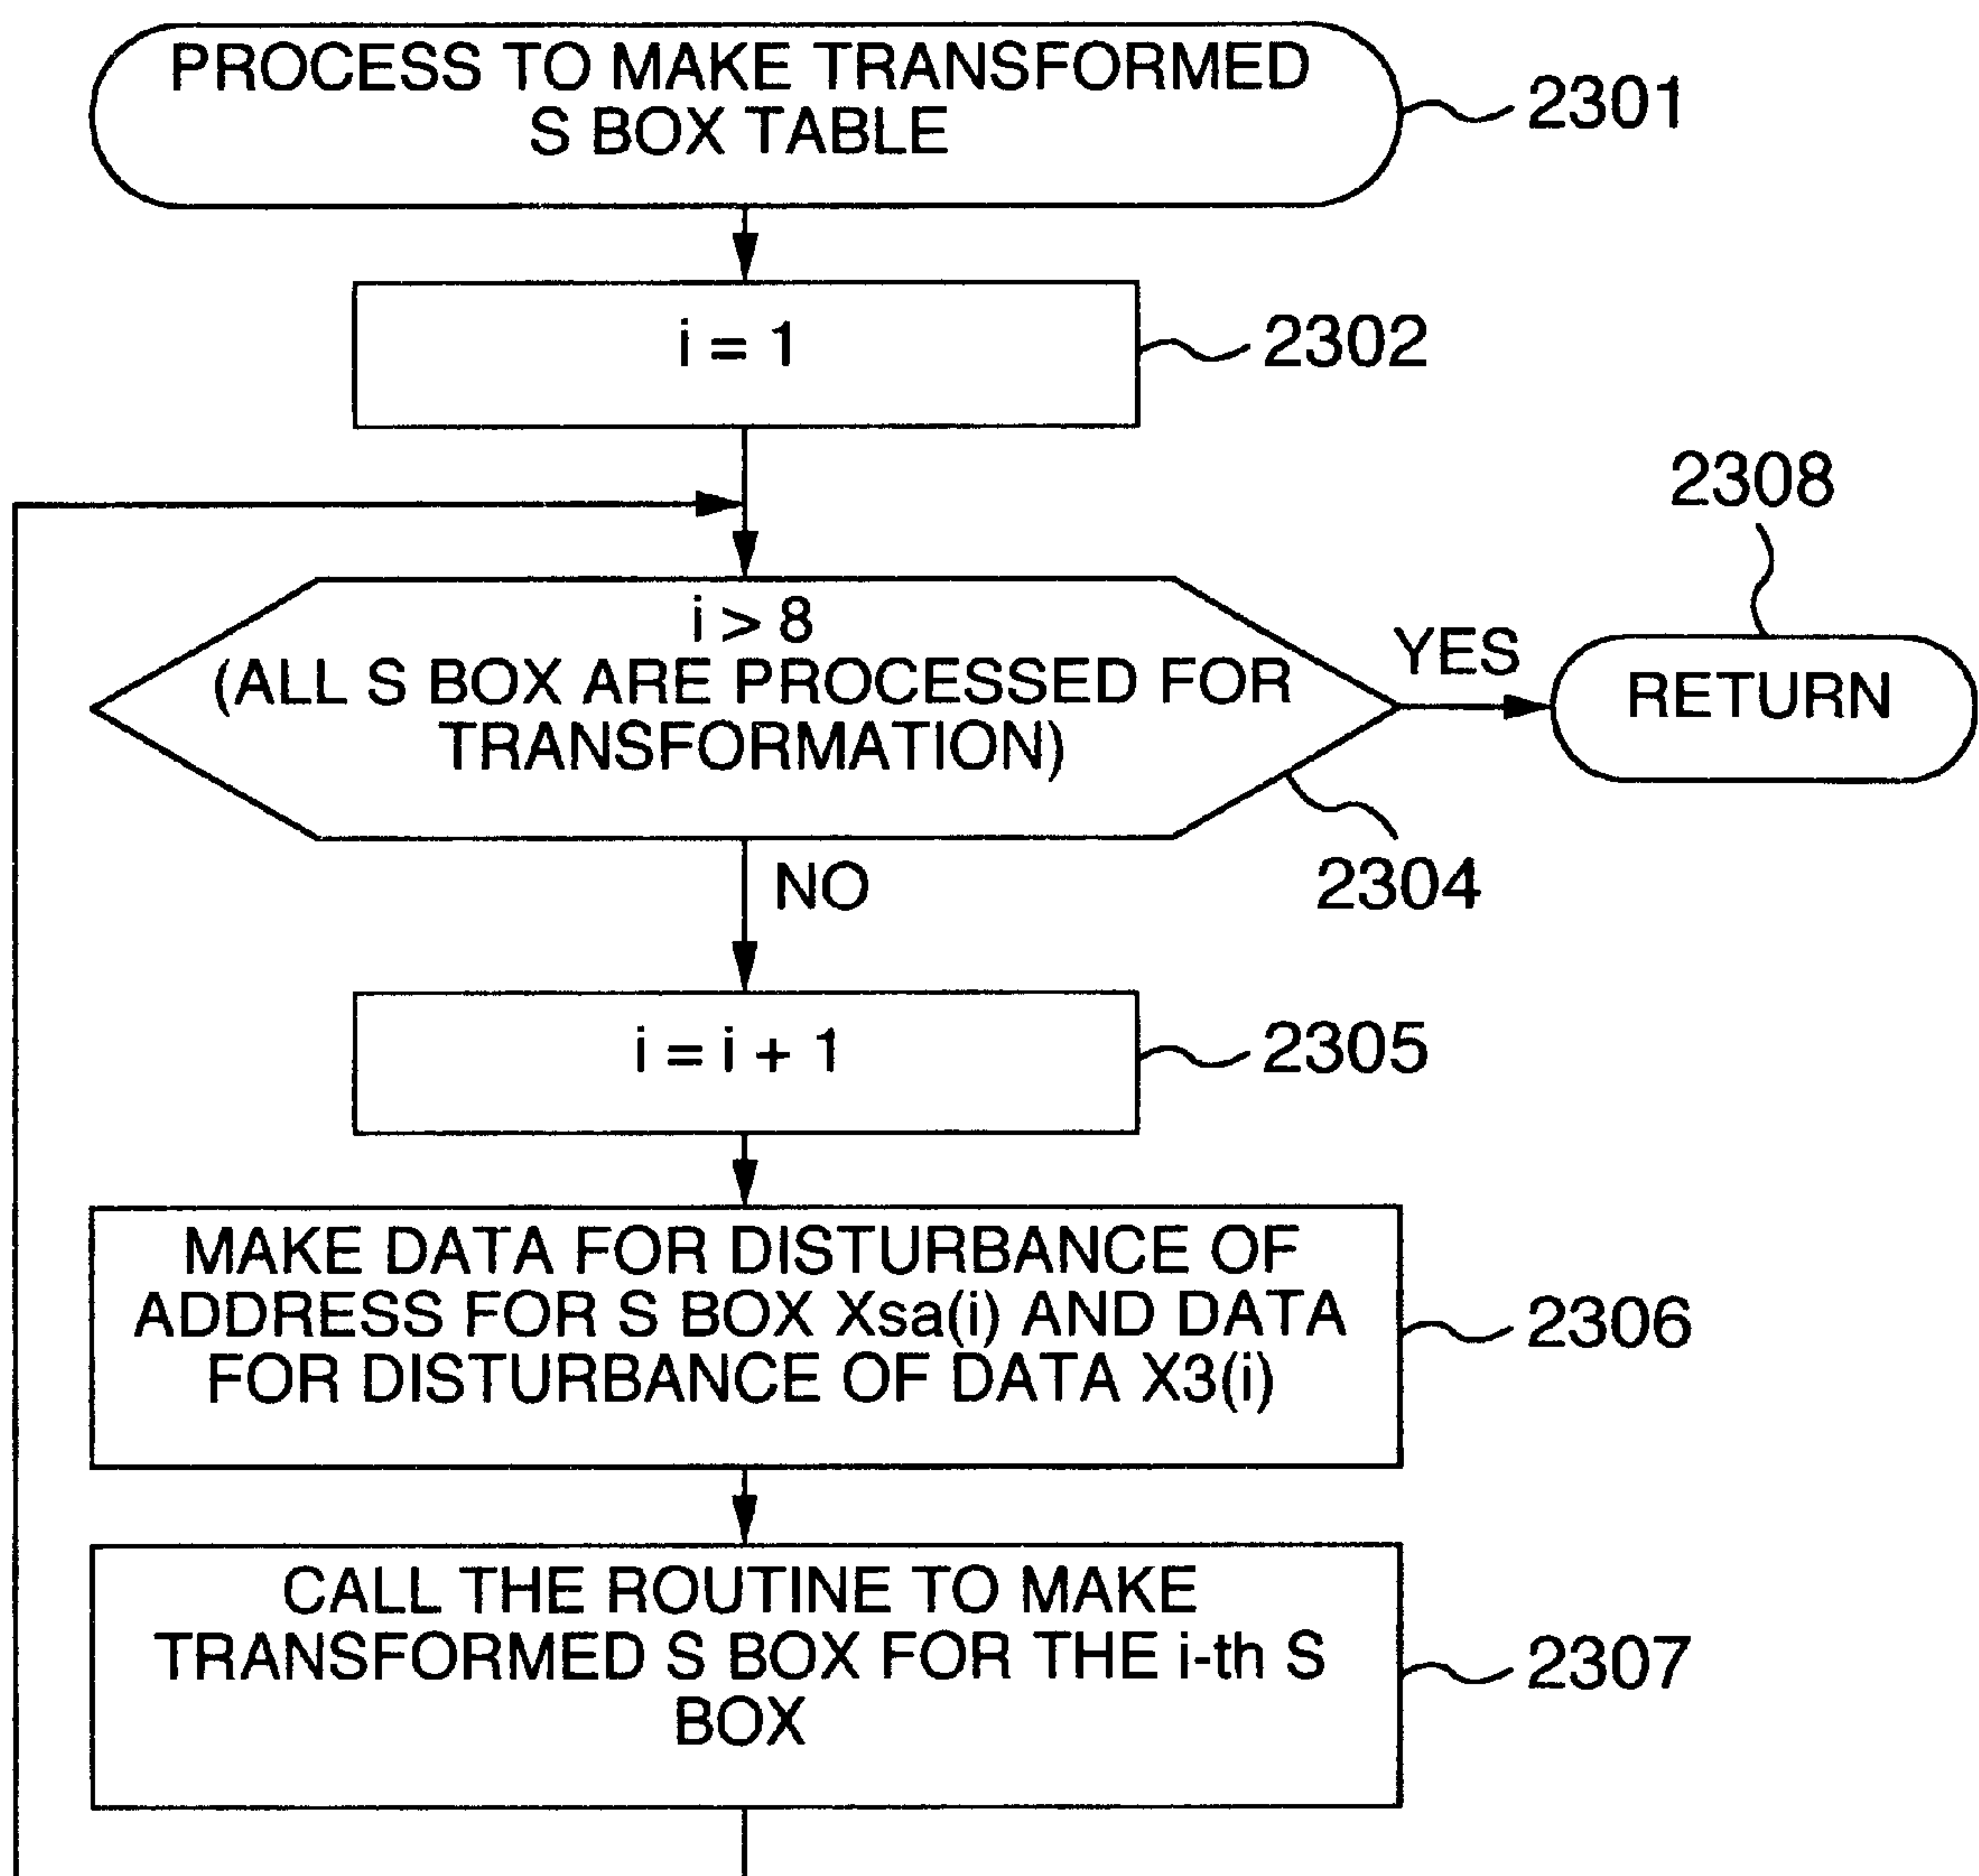 PROCESS TO MAKE TRANSFORMED
S BOX TABLE
2301
i = 1
2302
2308
i > 8
(ALL S BOX ARE PROCESSED FOR
TRANSFORMATION)
YES
RETURN
2304
NO
i = i + 1
2305
MAKE DATA FOR DISTURBANCE OF
ADDRESS FOR S BOX Xsa(i) AND DATA
FOR DISTURBANCE OF DATA X3(i)
2306
CALL THE ROUTINE TO MAKE
TRANSFORMED S BOX FOR THE i-th S
BOX
2307